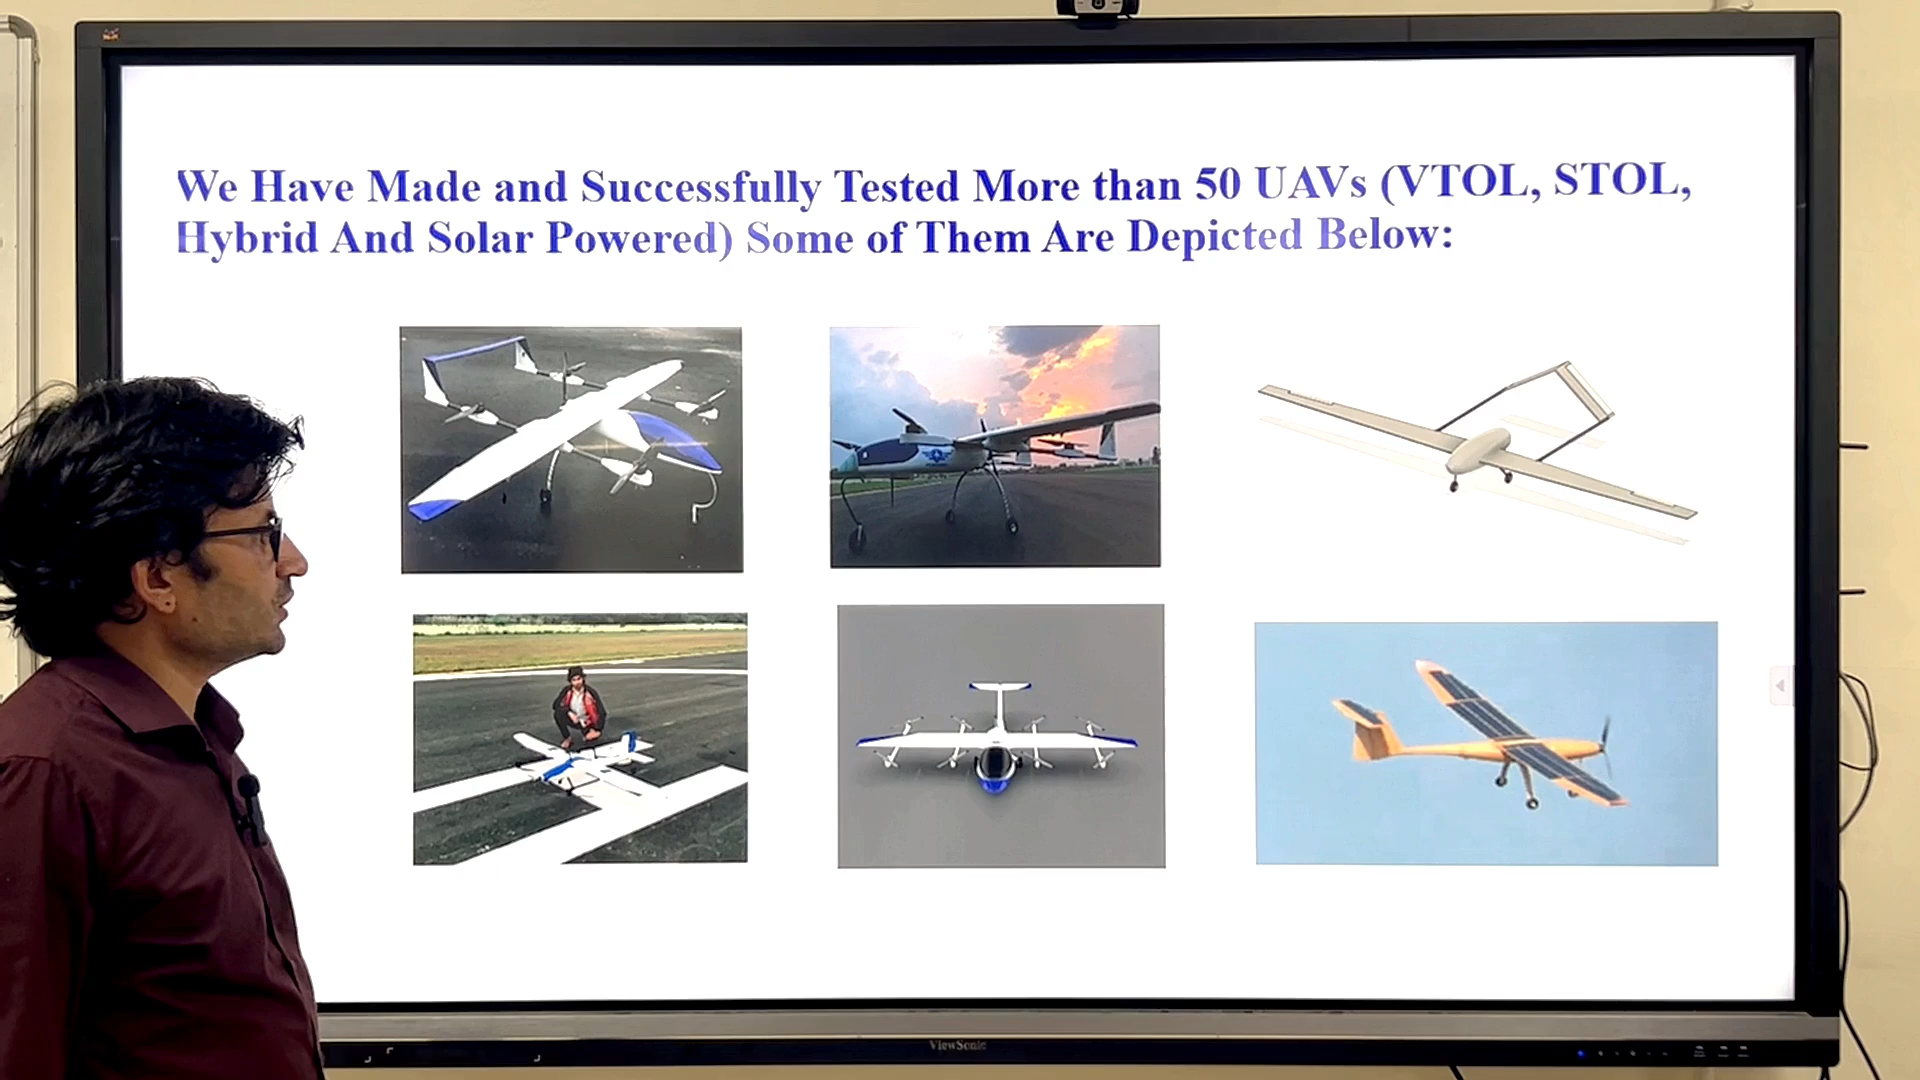 We Have Made and Successfully Tested More than 50 UAVs (VTOL, STOL,
Hybrid And Solar Powered) Some of Them Are Depicted Below:
ViewSonic